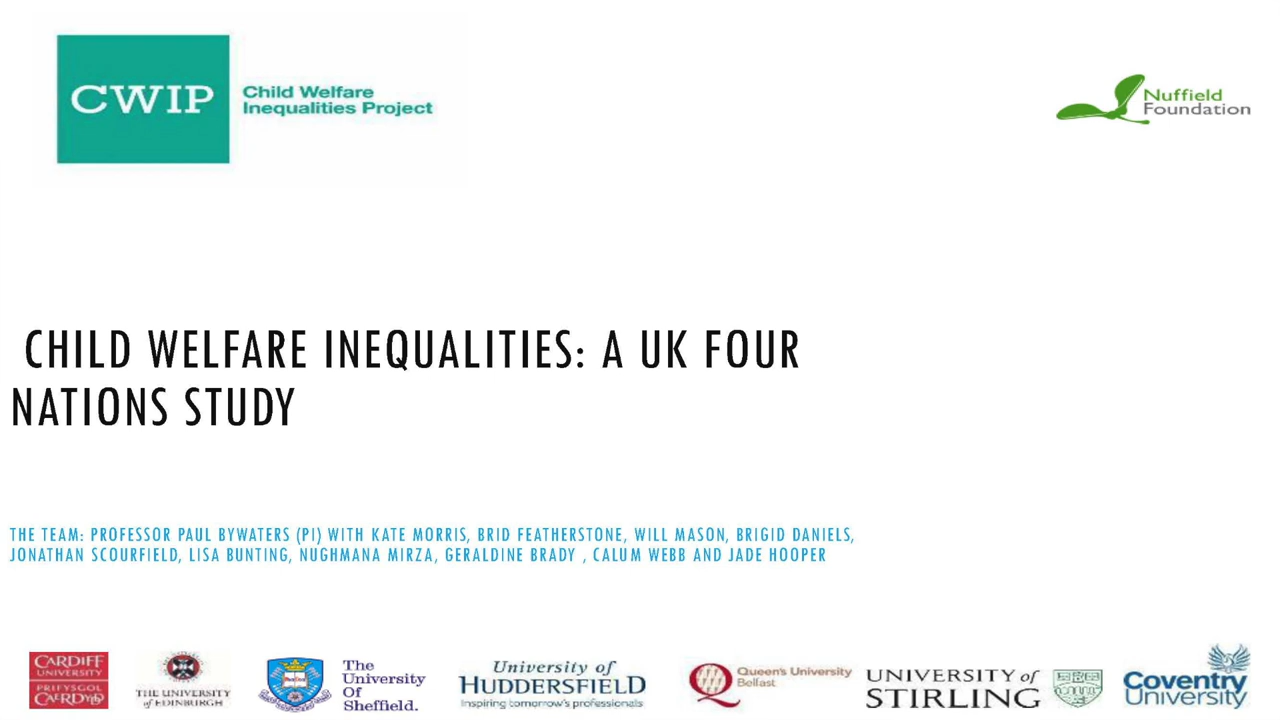 CWIP
Child Welfare
Inequalities Project
Nuffield
Foundation
CHILD WELFARE INEQUALITIES: A UK FOUR
NATIONS STUDY
THE TEAM: PROFESSOR PAUL BYWATERS (PI) WITH KATE MORRIS, BRID FEATHERSTONE, WILL MASON, BRIGID DANIELS,
JONATHAN SCOURFIELD, LISA BUNTING, NUGHMANA MIRZA, GERALDINE BRADY , CALUM WEBB AND JADE HOOPER
CARDIFF
UNIVERSITY
PRIFYSGOL
CAERDYDD
THE UNIVERSITY
of EDINBURGH
The
University
Of
Sheffield.
University of
HUDDERSFIELD
Inspiring tomorrow's professionals
Queen's University
Belfast
UNIVERSITY of
STIRLING
Coventry
University